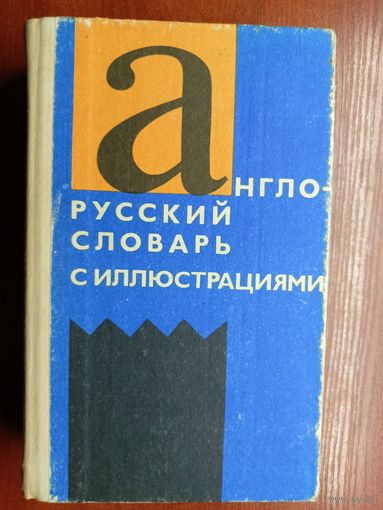 англо-
русский
словарь
с иллюстрациями